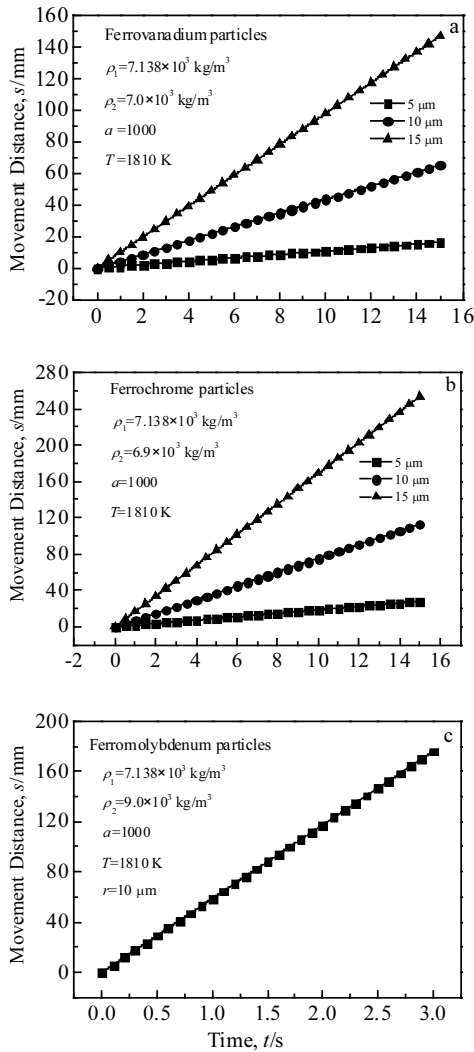 a
Ferrovanadium particles
ρ₁=7.138×10³ kg/m³
ρ₂=7.0×10³ kg/m³
a =1000
T=1810 K
5 μm
10 μm
15 μm
Movement Distance, s/mm
160
140
120
100
80
60
40
20
0
-20
0 2 4 6 8 10 12 14 16
b
Ferrochrome particles
ρ₁=7.138×10³ kg/m³
ρ₂=6.9×10³ kg/m³
a=1000
T=1810 K
5 μm
10 μm
15 μm
Movement Distance, s/mm
280
240
200
160
120
80
40
0
-2 0 2 4 6 8 10 12 14 16
c
Ferromolybdenum particles
ρ₁=7.138×10³ kg/m³
ρ₂=9.0×10³ kg/m³
a=1000
T=1810 K
r=10 μm
Movement Distance, s/mm
200
160
120
80
40
0
0.0 0.5 1.0 1.5 2.0 2.5 3.0
Time, t/s